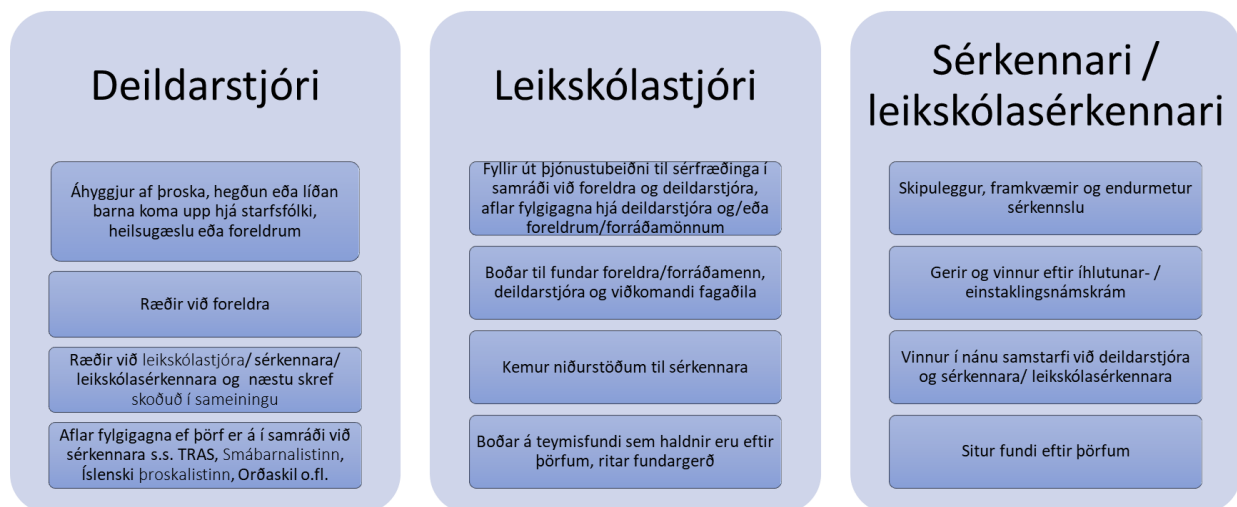 Deildarstjóri
Áhyggjur af þroska, hegðun eða líðan
barna koma upp hjá starfsfólki,
heilsugæslu eða foreldrum
Ræðir við foreldra
Ræðir við leikskólastjóra/ sérkennara/
leikskólasérkennara og næstu skref
skoðuð í sameiningu
Aflar fylgigagna ef þörf er á í samráði við
sérkennara s.s. TRAS, Smábarnalistinn,
Íslenski þroskalistinn, Orðaskil o.fl.
Leikskólastjóri
Fyllir út þjónustubeiðni til sérfræðinga í
samráði við foreldra og deildarstjóra,
aflar fylgigagna hjá deildarstjóra og/eða
foreldrum/forráðamönnum
Boðar til fundar foreldra/forráðamenn,
deildarstjóra og viðkomandi fagaðila
Kemur niðurstöðum til sérkennara
Boðar á teymisfundi sem haldnir eru eftir
þörfum, ritar fundargerð
Sérkennari /
leikskólasérkennari
Skipuleggur, framkvæmir og endurmetur
sérkennslu
Gerir og vinnur eftir íhlutunar- /
einstaklingsnámskrám
Vinnur í nánu samstarfi við deildarstjóra
og sérkennara/ leikskólasérkennara
Situr fundi eftir þörfum